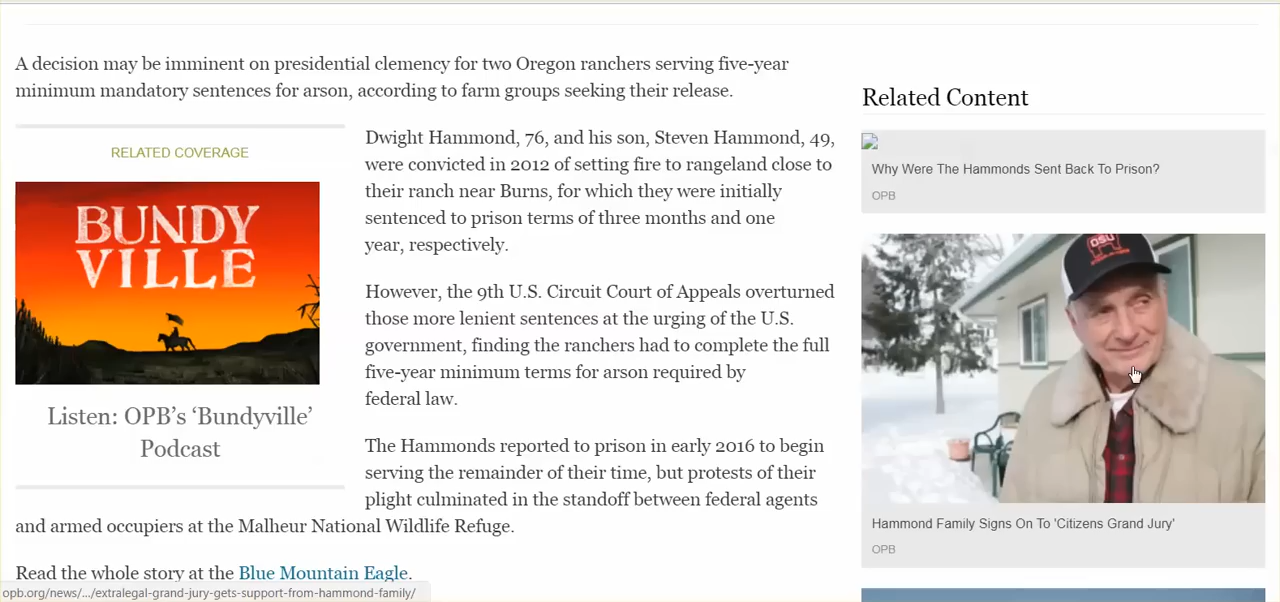 A decision may be imminent on presidential clemency for two Oregon ranchers serving five-year
minimum mandatory sentences for arson, according to farm groups seeking their release.
RELATED COVERAGE
BUNDY
VILLE
Listen: OPB’s ‘Bundyville’
Podcast
Dwight Hammond, 76, and his son, Steven Hammond, 49,
were convicted in 2012 of setting fire to rangeland close to
their ranch near Burns, for which they were initially
sentenced to prison terms of three months and one
year, respectively.
However, the 9th U.S. Circuit Court of Appeals overturned
those more lenient sentences at the urging of the U.S.
government, finding the ranchers had to complete the full
five-year minimum terms for arson required by
federal law.
The Hammonds reported to prison in early 2016 to begin
serving the remainder of their time, but protests of their
plight culminated in the standoff between federal agents
and armed occupiers at the Malheur National Wildlife Refuge.
Read the whole story at the Blue Mountain Eagle.
opb.org/news/.../extralegal-grand-jury-gets-support-from-hammond-family/
Related Content
Why Were The Hammonds Sent Back To Prison?
OPB
OSU
Hammond Family Signs On To 'Citizens Grand Jury'
OPB